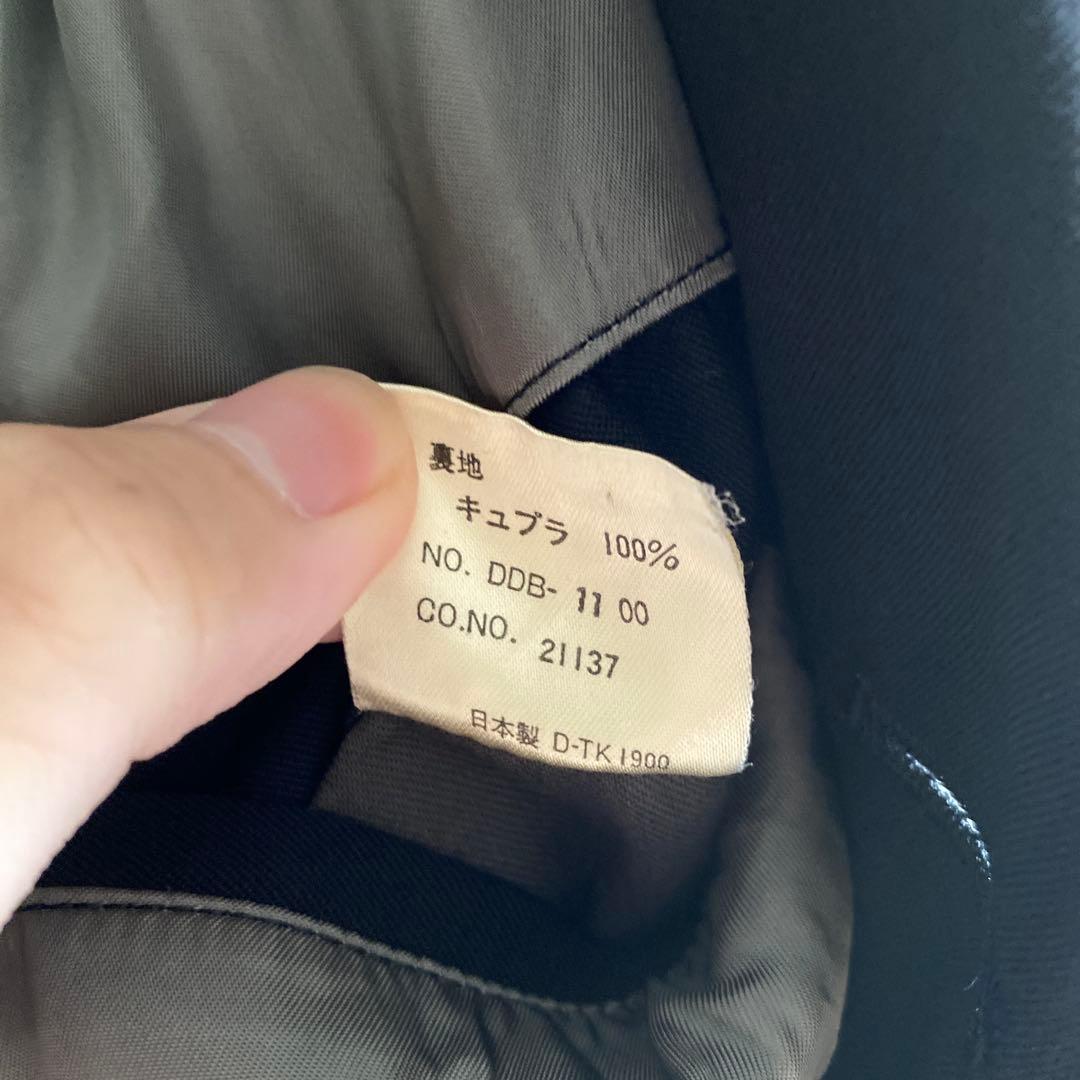 裏地
キュプラ 100%
NO. DDB- 11 00
CO.NO. 21137
日本製 D-TK 1900